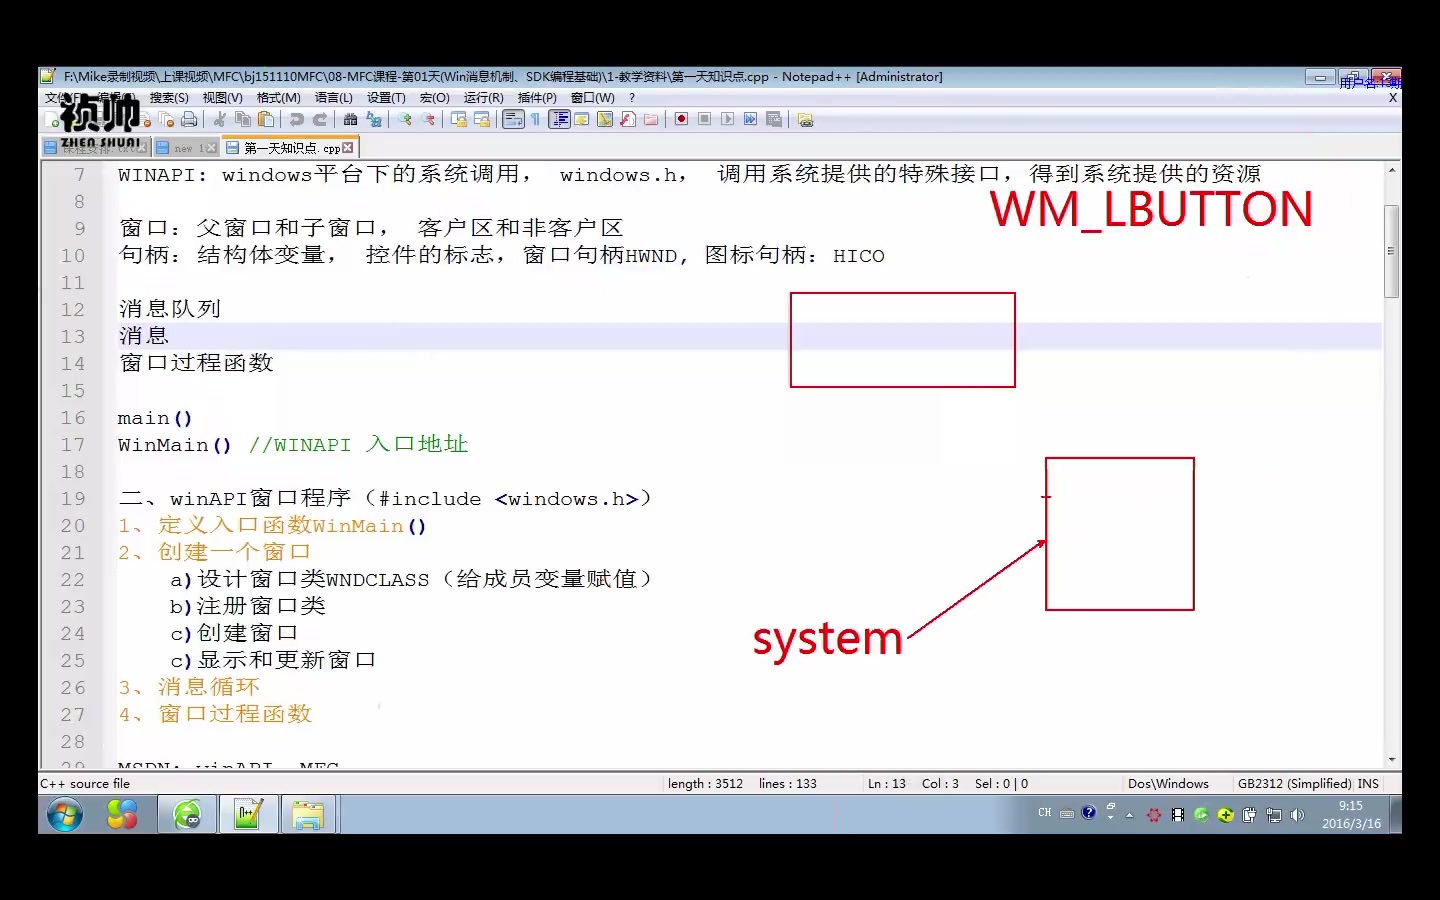 F:\Mike录制视频\上课视频\MFC\bj151110MFC\08-MFC课程-第01天(Win消息机制、SDK编程基础)\1-教学资料\第一天知识点.cpp - Notepad++ [Administrator]
用户名:13期
搜索(S) 视图(V) 格式(M) 语言(L) 设置(T) 宏(O) 运行(R) 插件(P) 窗口(W) ? X
祯帅
ZHEN SHUAI
new 1 第一天知识点.cpp
7 WINAPI: windows平台下的系统调用, windows.h, 调用系统提供的特殊接口,得到系统提供的资源
WM_LBUTTON
8
9 窗口: 父窗口和子窗口, 客户区和非客户区
10 句柄: 结构体变量, 控件的标志,窗口句柄HWND, 图标句柄: HICO
11
12 消息队列
13 消息
14 窗口过程函数
15
16 main()
17 WinMain() //WINAPI 入口地址
18
19 二、winAPI窗口程序（#include <windows.h>）
20 1、定义入口函数WinMain()
21 2、创建一个窗口
22 a)设计窗口类WNDCLASS（给成员变量赋值）
23 b)注册窗口类
24 c)创建窗口
system
25 c)显示和更新窗口
26 3、消息循环
27 4、窗口过程函数
28
29 MSDN: winAPI MFC
C++ source file length : 3512 lines : 133 Ln : 13 Col : 3 Sel : 0 | 0 Dos\Windows GB2312 (Simplified) INS
CH 9:15
2016/3/16